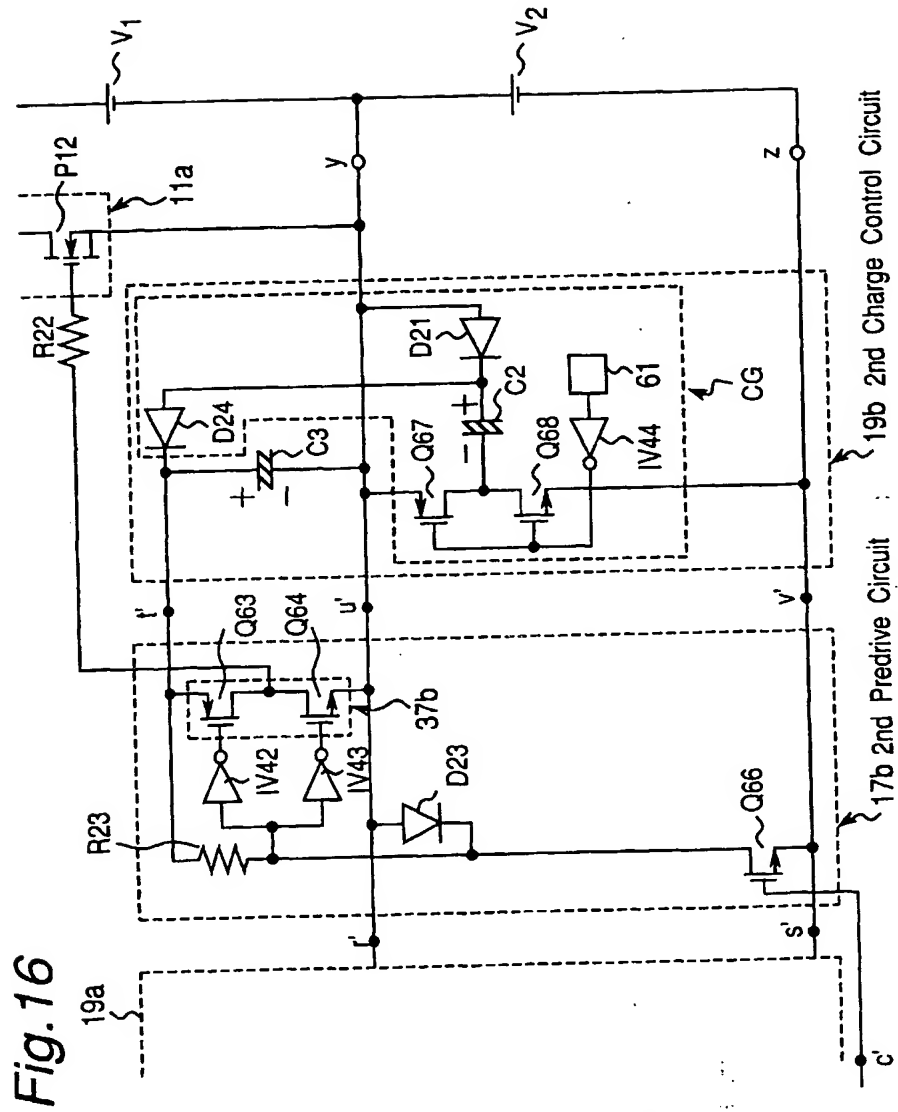 Fig.16
19a
r'
s'
c'
R23
IV42
IV43
Q63
Q64
37b
D23
Q66
17b 2nd Predrive Circuit
t'
u'
v'
R22
P12
11a
D24
C3
+
-
D21
+
C2
-
Q67
Q68
61
IV44
CG
19b 2nd Charge Control Circuit
y
z
V1
V2